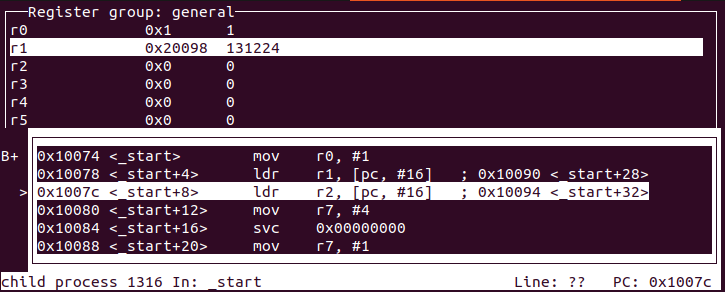 Register group: general
r0 0x1 1
r1 0x20098 131224
r2 0x0 0
r3 0x0 0
r4 0x0 0
r5 0x0 0
B+ 0x10074 <_start> mov r0, #1
0x10078 <_start+4> ldr r1, [pc, #16] ; 0x10090 <_start+28>
> 0x1007c <_start+8> ldr r2, [pc, #16] ; 0x10094 <_start+32>
0x10080 <_start+12> mov r7, #4
0x10084 <_start+16> svc 0x00000000
0x10088 <_start+20> mov r7, #1
child process 1316 In: _start Line: ?? PC: 0x1007c